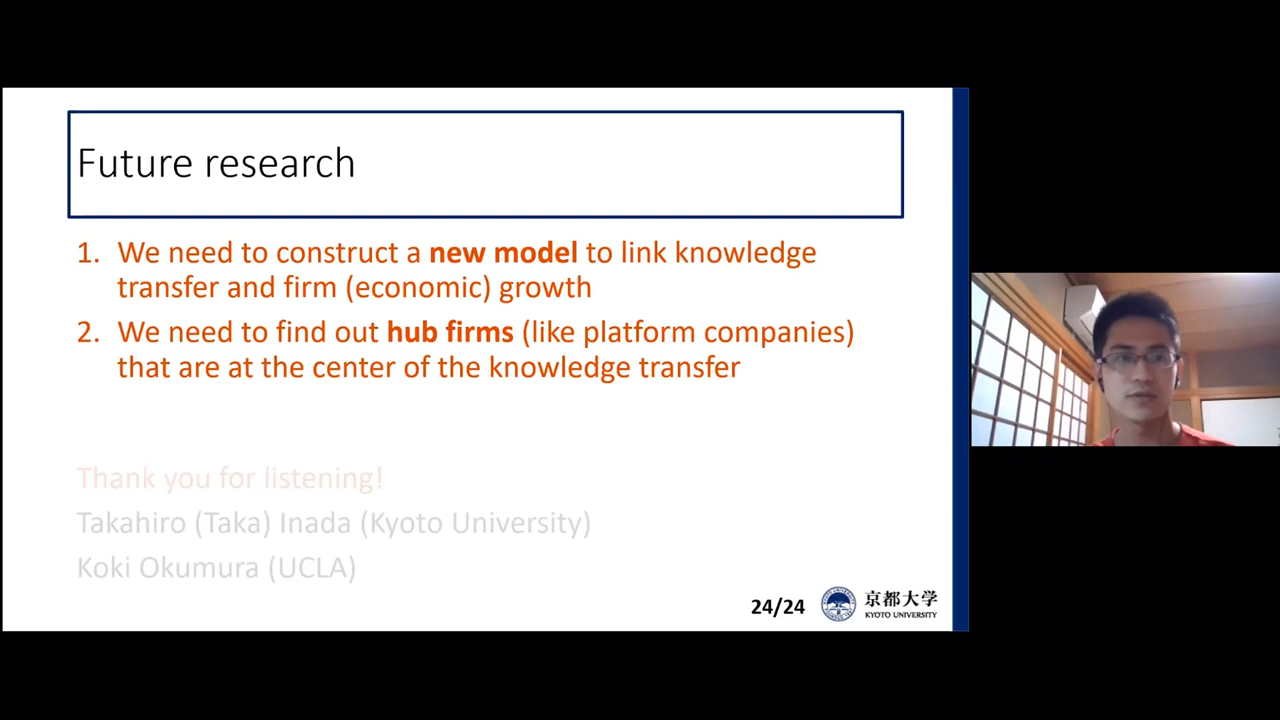 Future research
1. We need to construct a new model to link knowledge
transfer and firm (economic) growth
2. We need to find out hub firms (like platform companies)
that are at the center of the knowledge transfer
Thank you for listening!
Takahiro (Taka) Inada (Kyoto University)
Koki Okumura (UCLA)
24/24
京都大学
KYOTO UNIVERSITY